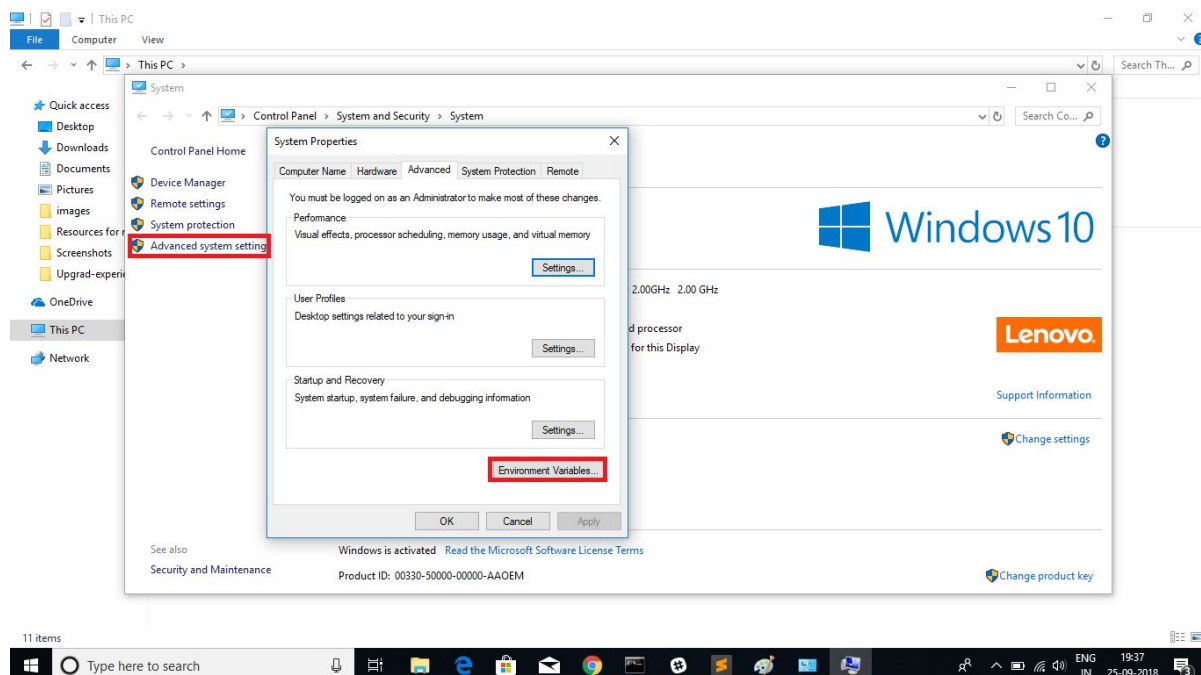 This PC
File Computer View
This PC
Search Th...
System
Control Panel System and Security System
Search Co...
Quick access
Desktop
Downloads
Documents
Pictures
images
Resources for r
Screenshots
Upgrad-experie
OneDrive
This PC
Network
Control Panel Home
Device Manager
Remote settings
System protection
Advanced system setting
See also
Security and Maintenance
System Properties
Computer Name Hardware Advanced System Protection Remote
You must be logged on as an Administrator to make most of these changes.
Performance
Visual effects, processor scheduling, memory usage, and virtual memory
Settings...
User Profiles
Desktop settings related to your sign-in
Settings...
Startup and Recovery
System startup, system failure, and debugging information
Settings...
Environment Variables...
OK Cancel Apply
Windows 10
2.00GHz 2.00 GHz
d processor
for this Display
Lenovo
Support Information
Change settings
Windows is activated Read the Microsoft Software License Terms
Product ID: 00330-50000-00000-AAOEM
Change product key
11 items
Type here to search
ENG
IN
19:37
25-09-2018